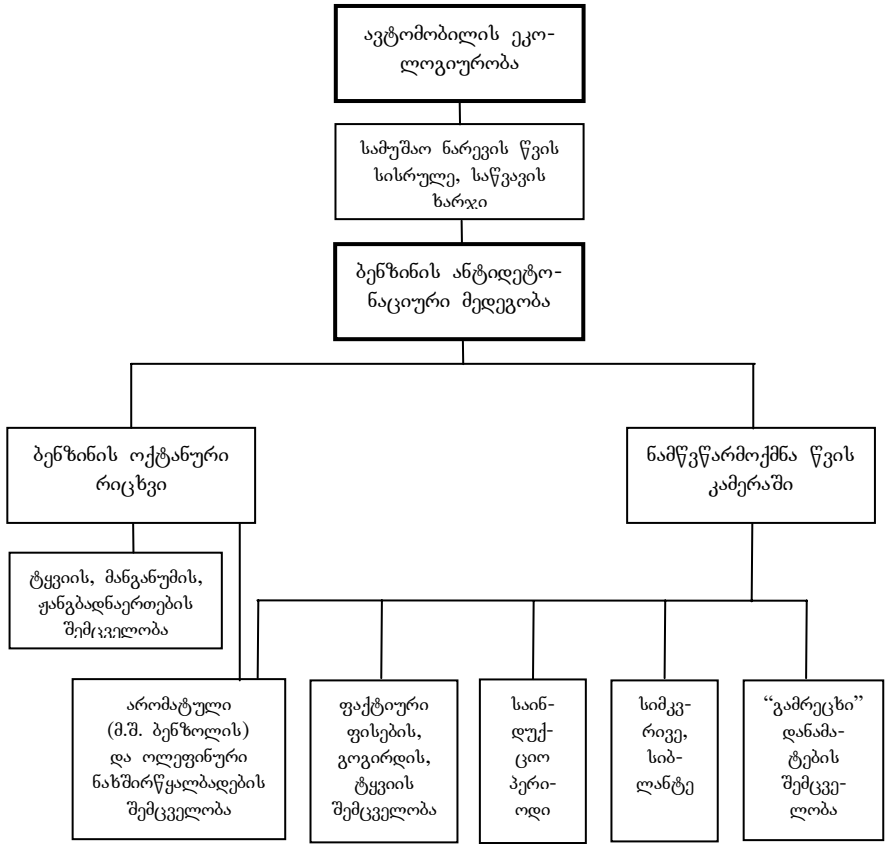 ავტომობილის ეკო-
ლოგიურობა
სამუშაო ნარევის წვის
სისრულე, საწვავის
ხარჯი
ბენზინის ანტიდეტო-
ნაციური მედეგობა
ბენზინის ოქტანური
რიცხვი
ნამწვწარმოქმნა წვის
კამერაში
ტყვიის, მანგანუმის,
ჟანგბადნაერთების
შემცველობა
არომატული
(მ.შ. ბენზოლის)
და ოლეფინური
ნახშირწყალბადების
შემცველობა
ფაქტიური
ფისების,
გოგირდის,
ტყვიის
შემცველობა
საინ-
დუქ-
ციო
პერი-
ოდი
სიმკვ-
რივე,
სიბ-
ლანტე
“გამრეცხი”
დანამა-
ტების
შემცვე-
ლობა